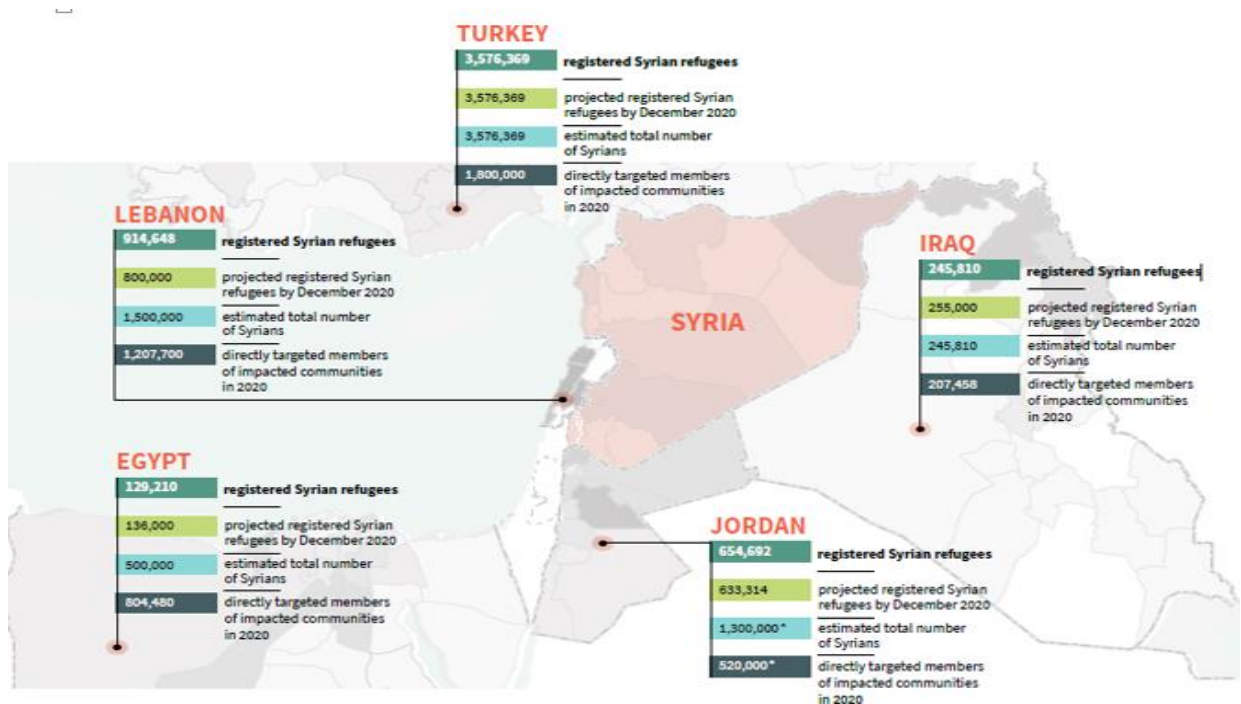 TURKEY
3,576,369 registered Syrian refugees
3,576,369 projected registered Syrian
refugees by December 2020
3,576,369 estimated total number
of Syrians
1,800,000 directly targeted members
of impacted communities
in 2020
LEBANON
914,648 registered Syrian refugees
800,000 projected registered Syrian
refugees by December 2020
1,500,000 estimated total number
of Syrians
1,207,700 directly targeted members
of impacted communities
in 2020
IRAQ
245,810 registered Syrian refugees
255,000 projected registered Syrian
refugees by December 2020
245,810 estimated total number
of Syrians
207,458 directly targeted members
of impacted communities
in 2020
SYRIA
EGYPT
129,210 registered Syrian refugees
136,000 projected registered Syrian
refugees by December 2020
500,000 estimated total number
of Syrians
804,480 directly targeted members
of impacted communities
in 2020
JORDAN
654,692 registered Syrian refugees
633,314 projected registered Syrian
refugees by December 2020
1,300,000* estimated total number
of Syrians
520,000* directly targeted members
of impacted communities
in 2020